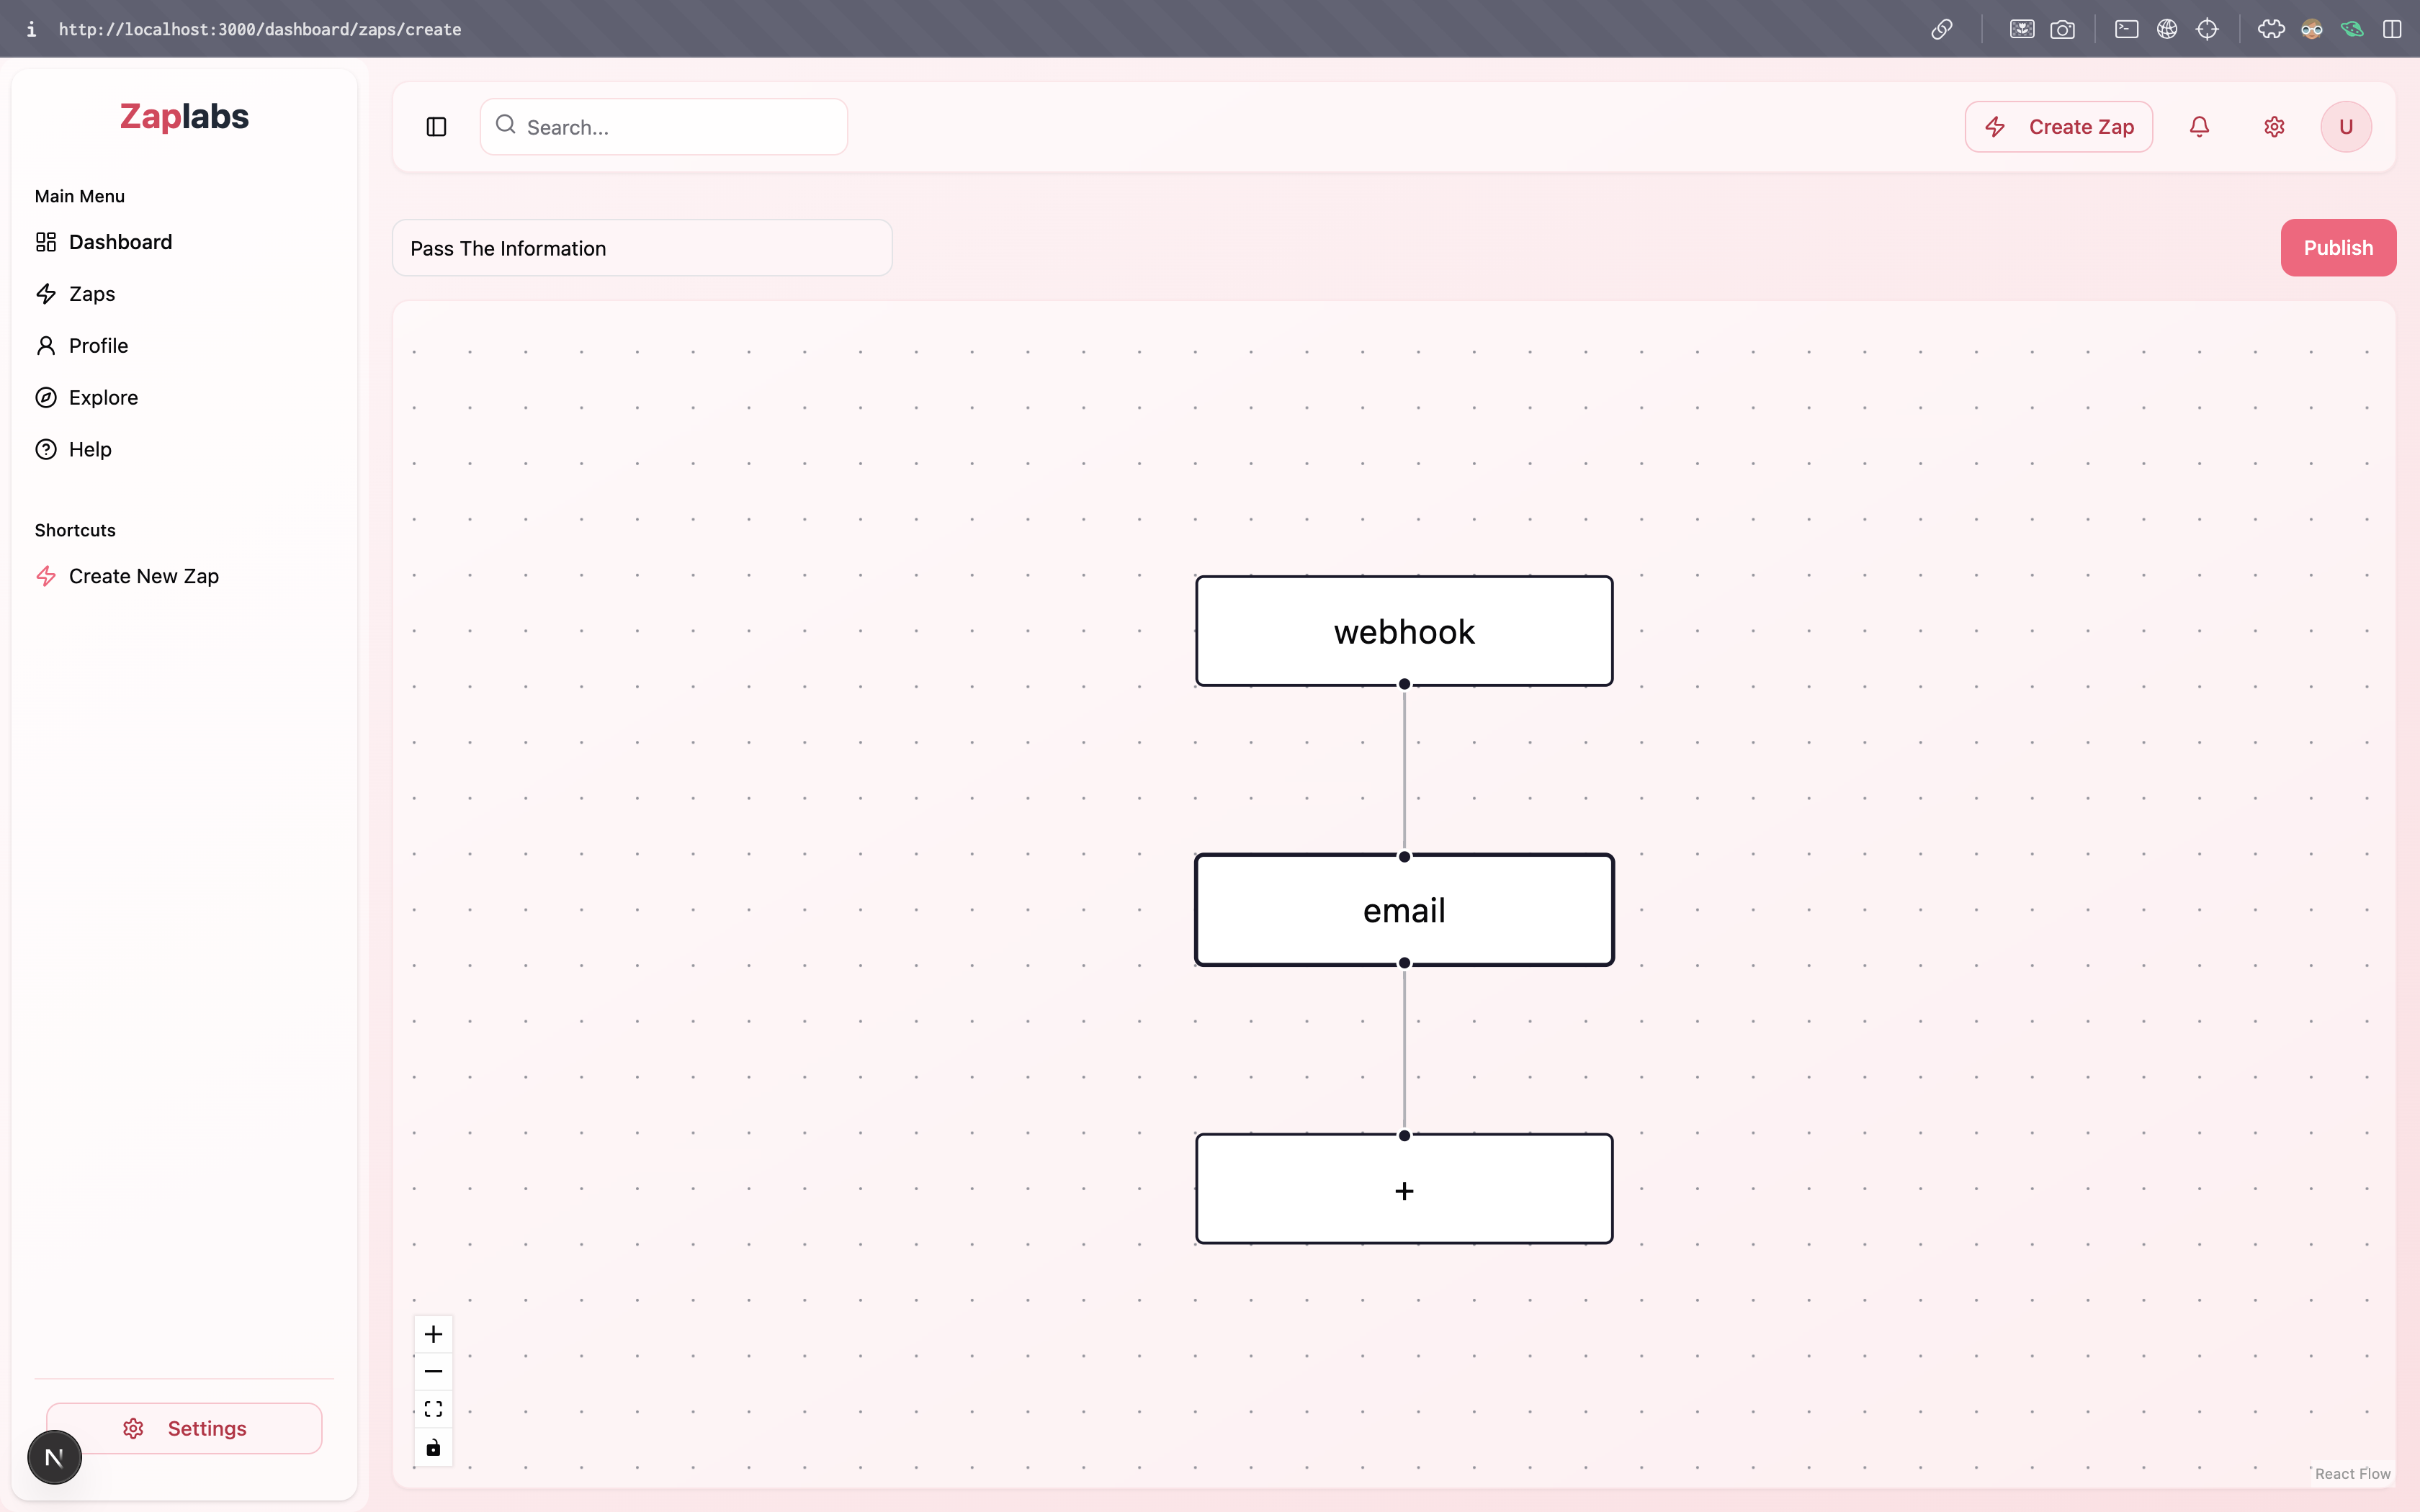 http://localhost:3000/dashboard/zaps/create
Zaplabs
Main Menu
Dashboard
Zaps
Profile
Explore
Help
Shortcuts
Create New Zap
Settings
N
Search...
Create Zap
U
Pass The Information
Publish
webhook
email
+
React Flow